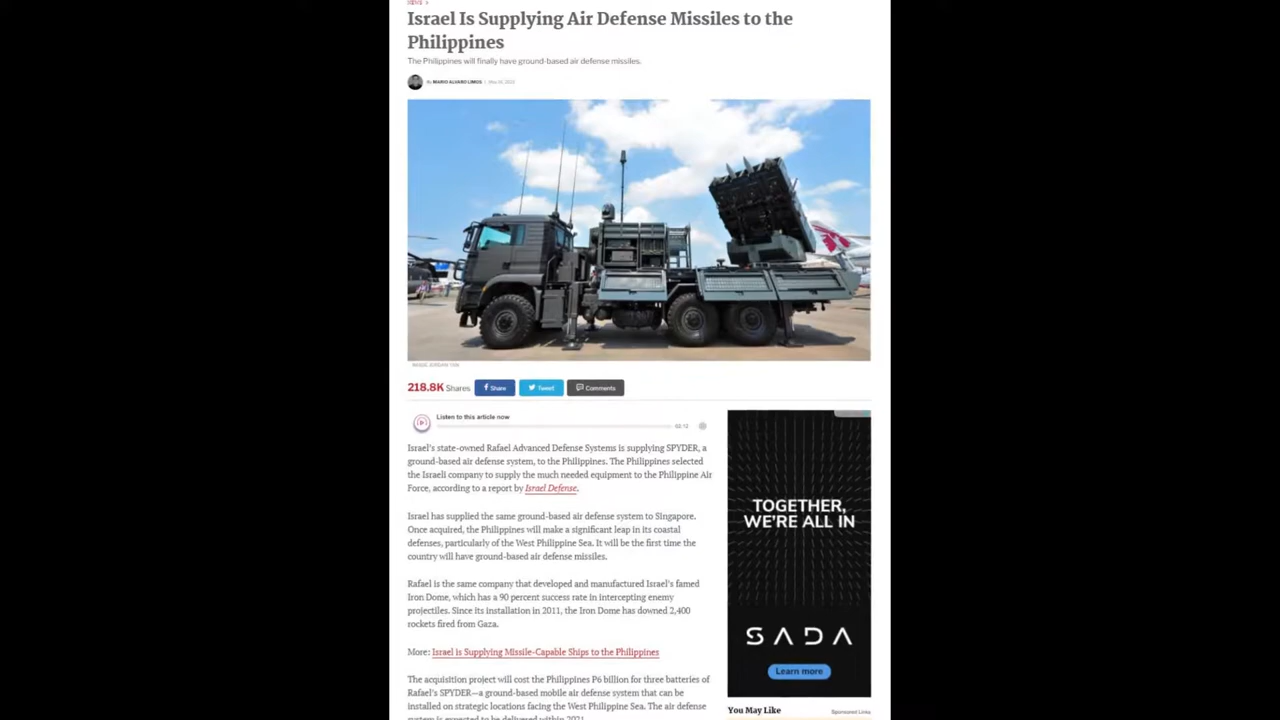 NEWS >
Israel Is Supplying Air Defense Missiles to the
Philippines
The Philippines will finally have ground-based air defense missiles.
By MARIO ALVARO LIMOS |
218.8K Shares
Share
Tweet
Comments
Listen to this article now
02:12
Israel's state-owned Rafael Advanced Defense Systems is supplying SPYDER, a
ground-based air defense system, to the Philippines. The Philippines selected
the Israeli company to supply the much needed equipment to the Philippine Air
Force, according to a report by Israel Defense.
Israel has supplied the same ground-based air defense system to Singapore.
Once acquired, the Philippines will make a significant leap in its coastal
defenses, particularly of the West Philippine Sea. It will be the first time the
country will have ground-based air defense missiles.
Rafael is the same company that developed and manufactured Israel's famed
Iron Dome, which has a 90 percent success rate in intercepting enemy
projectiles. Since its installation in 2011, the Iron Dome has downed 2,400
rockets fired from Gaza.
More: Israel is Supplying Missile-Capable Ships to the Philippines
The acquisition project will cost the Philippines P6 billion for three batteries of
Rafael's SPYDER—a ground-based mobile air defense system that can be
installed on strategic locations facing the West Philippine Sea. The air defense
system is expected to be delivered within 2021.
TOGETHER,
WE'RE ALL IN
SADA
Learn more
You May Like
Sponsored Links